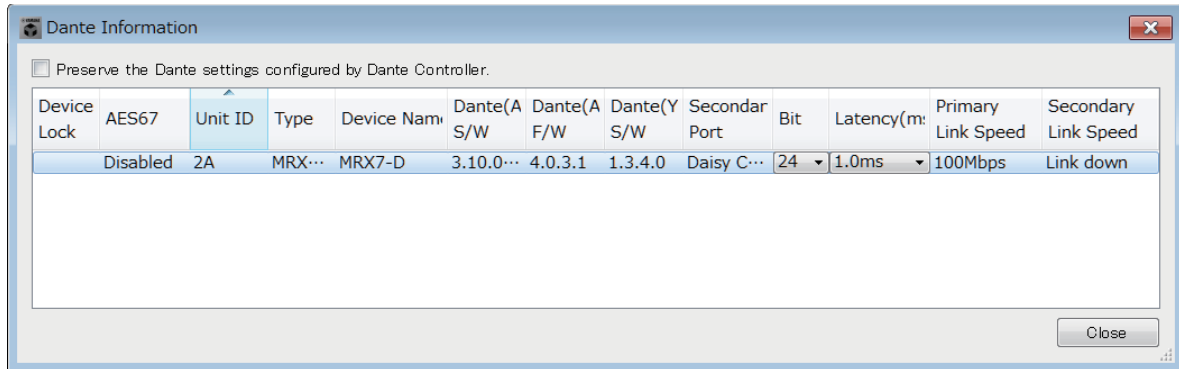 Dante Information
Preserve the Dante settings configured by Dante Controller.
Device Lock AES67 Unit ID Type Device Nam Dante(A S/W Dante(A F/W Dante(Y S/W Secondar Port Bit Latency(m Primary Link Speed Secondary Link Speed
Disabled 2A MRX⋯ MRX7-D 3.10.0⋯ 4.0.3.1 1.3.4.0 Daisy C⋯ 24 1.0ms 100Mbps Link down
Close